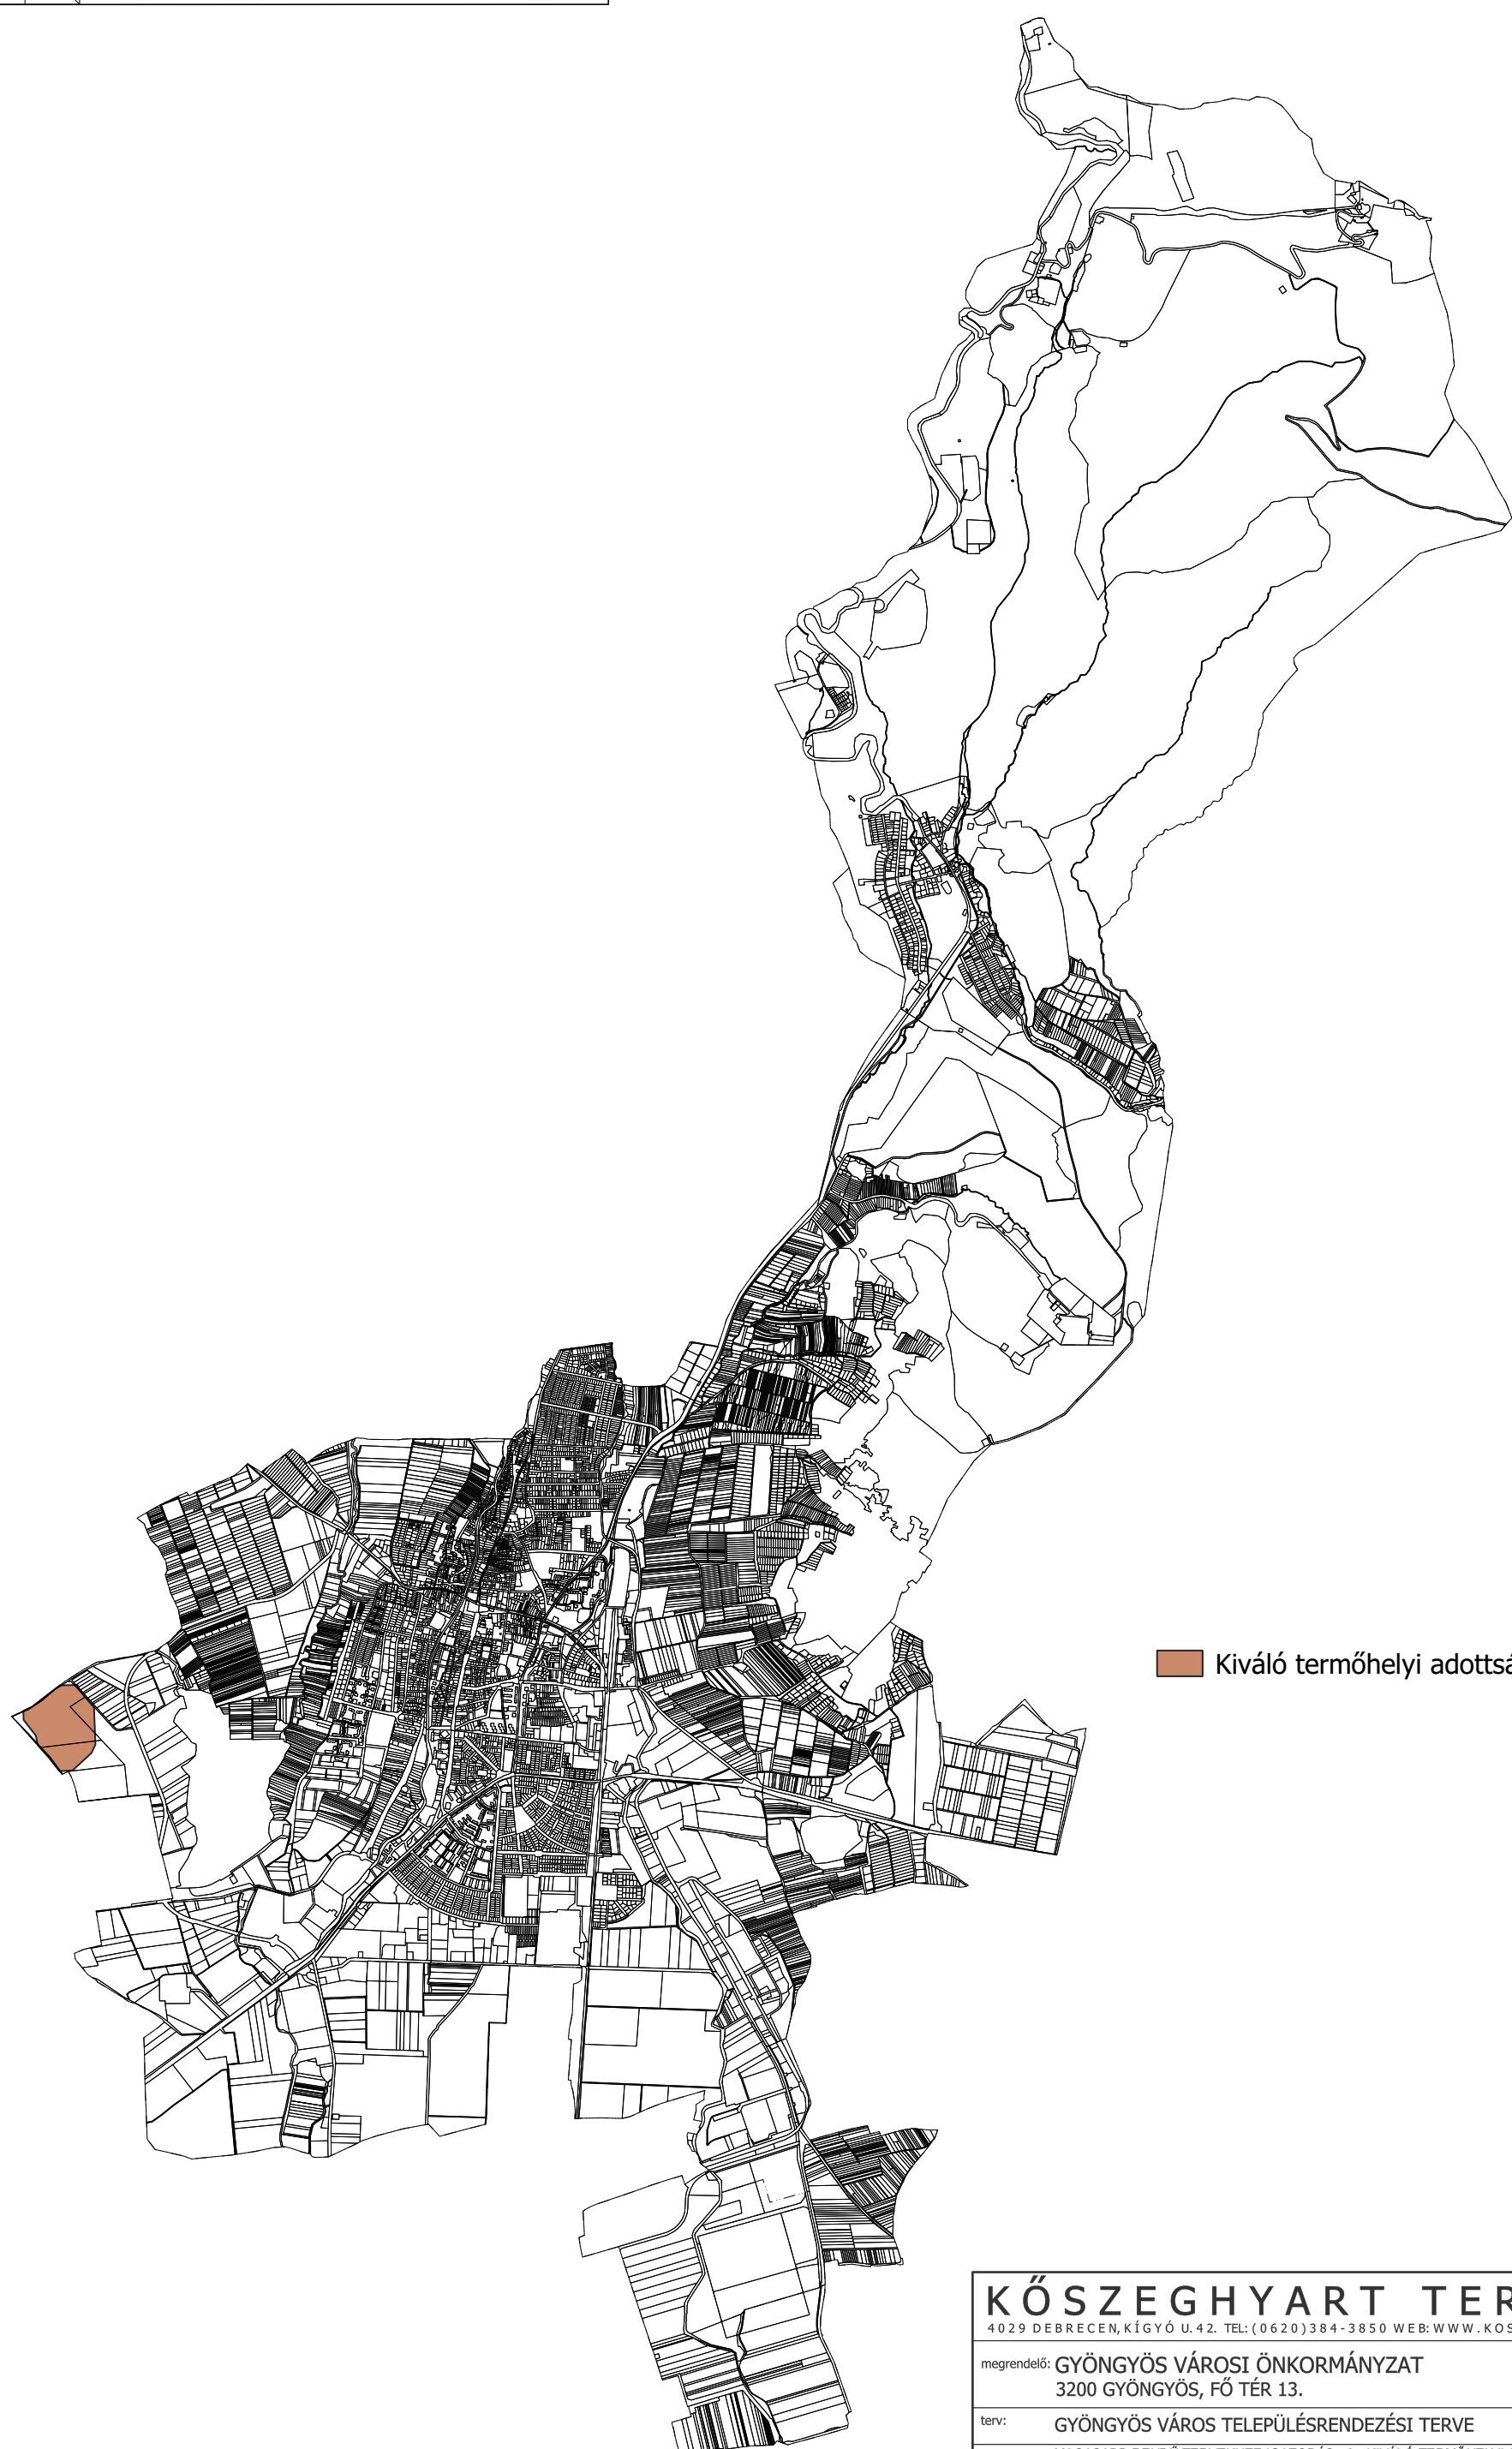 Kiváló termőhelyi adottsá
KŐSZEGHYART TER
4029 DEBRECEN, KÍGYÓ U. 42. TEL: (0620)384-3850 WEB: WWW.KOS
megrendelő: GYÖNGYÖS VÁROSI ÖNKORMÁNYZAT
3200 GYÖNGYÖS, FŐ TÉR 13.
terv: GYÖNGYÖS VÁROS TELEPÜLÉSRENDEZÉSI TERVE